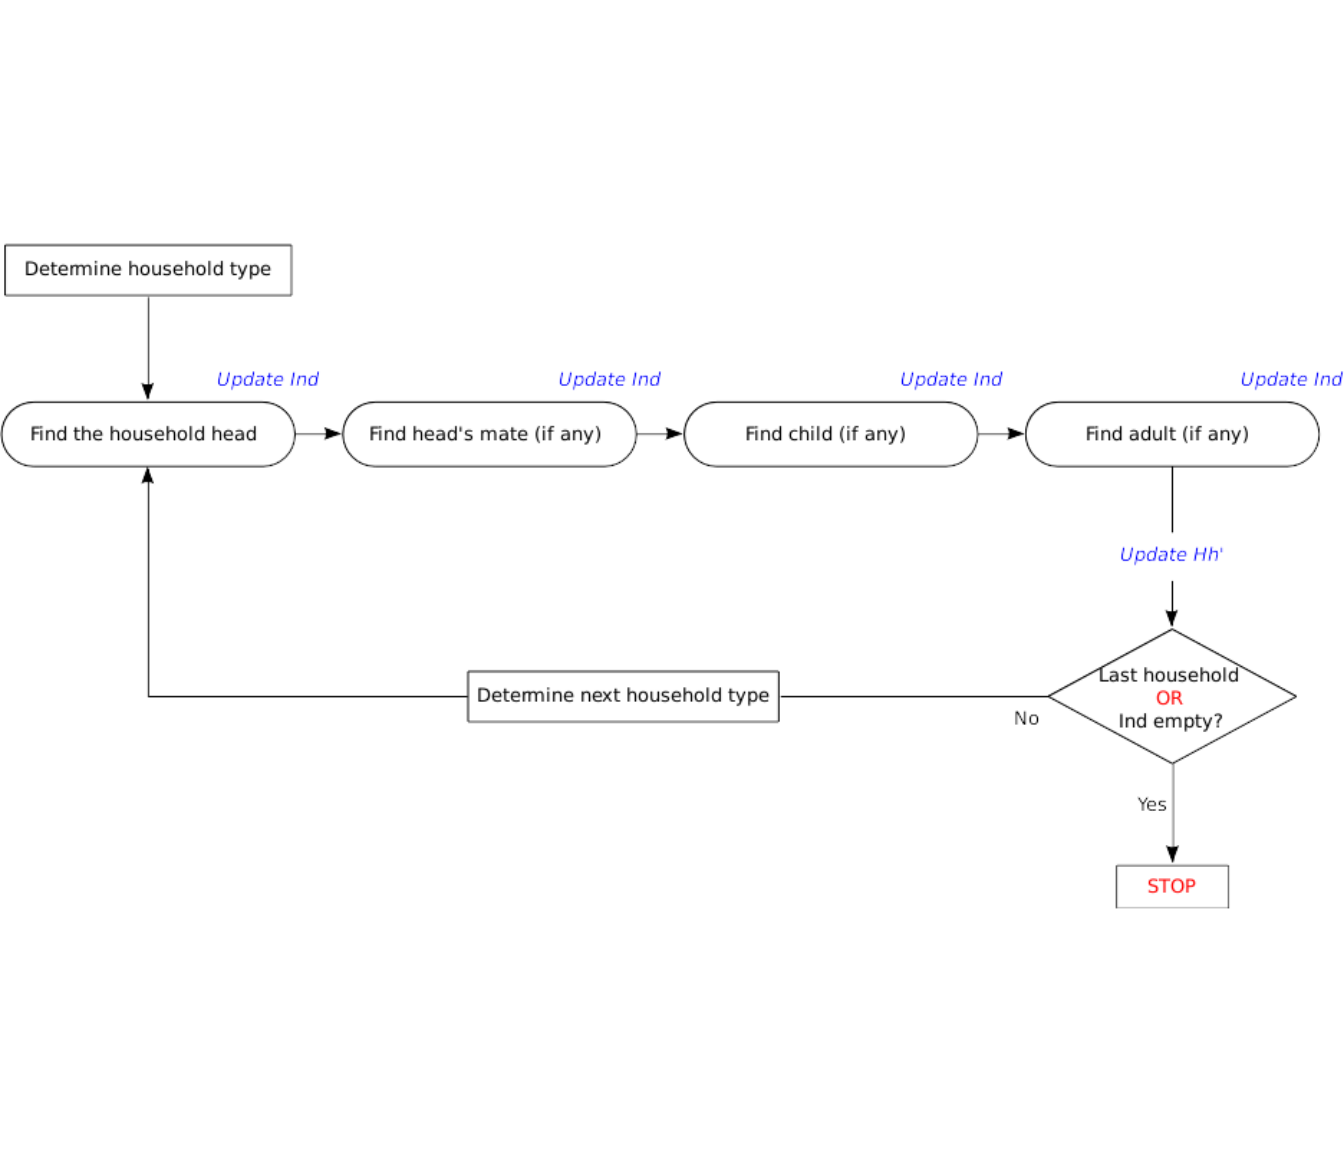 Determine household type
Update Ind
Update Ind
Update Ind
Update Ind
Find the household head
Find head's mate (if any)
Find child (if any)
Find adult (if any)
Update Hh'
Last household
OR
Ind empty?
Determine next household type
No
Yes
STOP